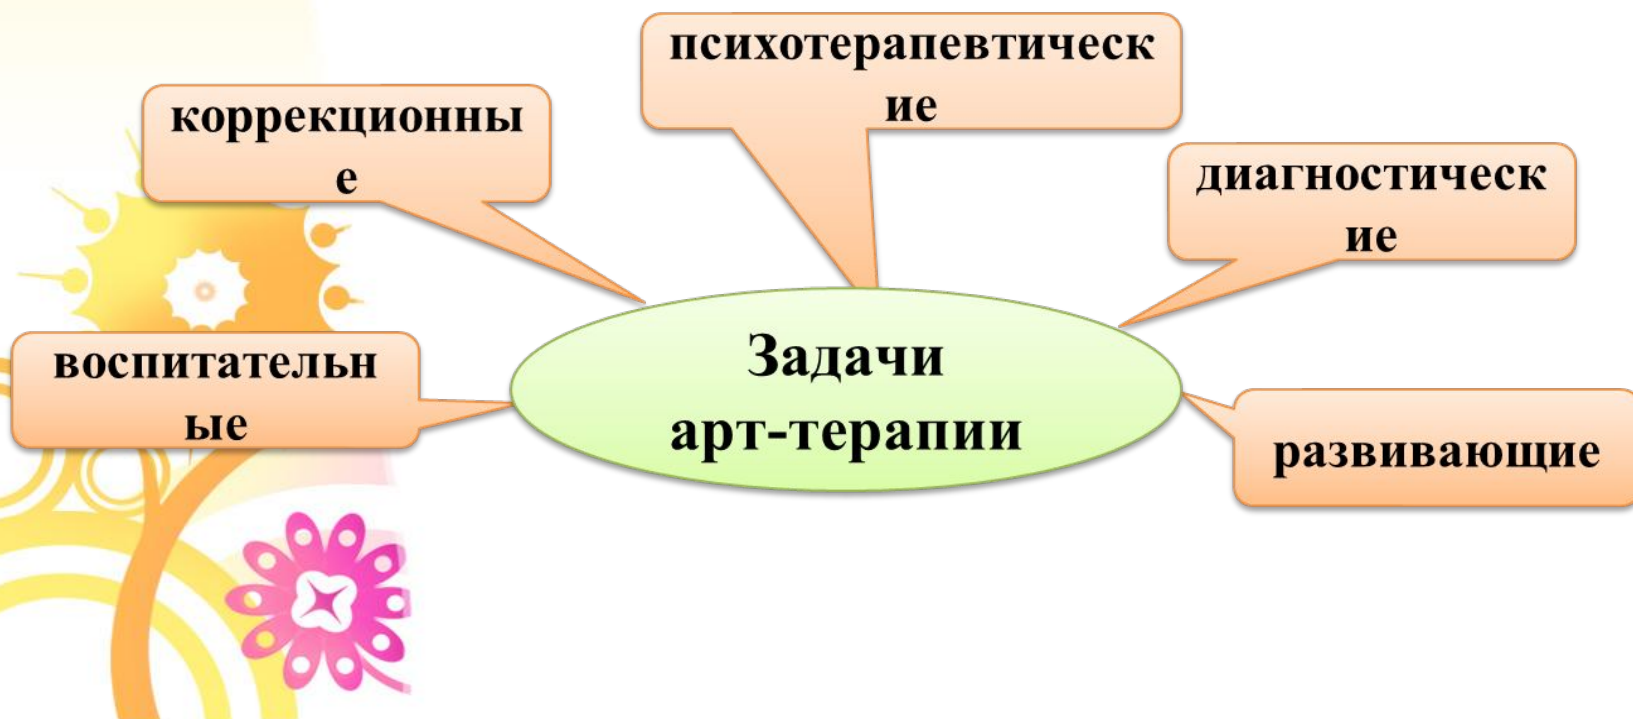 психотерапевтическ
ие
коррекционны
е
диагностическ
ие
воспитательн
ые
Задачи
арт-терапии
развивающие